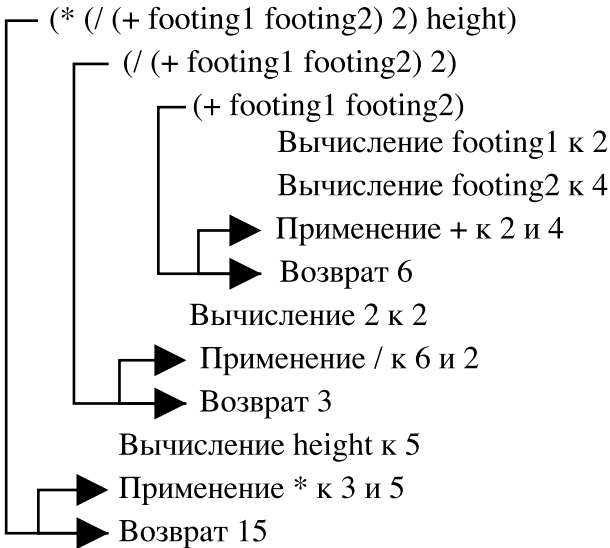 (* (/ (+ footing1 footing2) 2) height)
(/ (+ footing1 footing2) 2)
(+ footing1 footing2)
Вычисление footing1 к 2
Вычисление footing2 к 4
Применение + к 2 и 4
Возврат 6
Вычисление 2 к 2
Применение / к 6 и 2
Возврат 3
Вычисление height к 5
Применение * к 3 и 5
Возврат 15